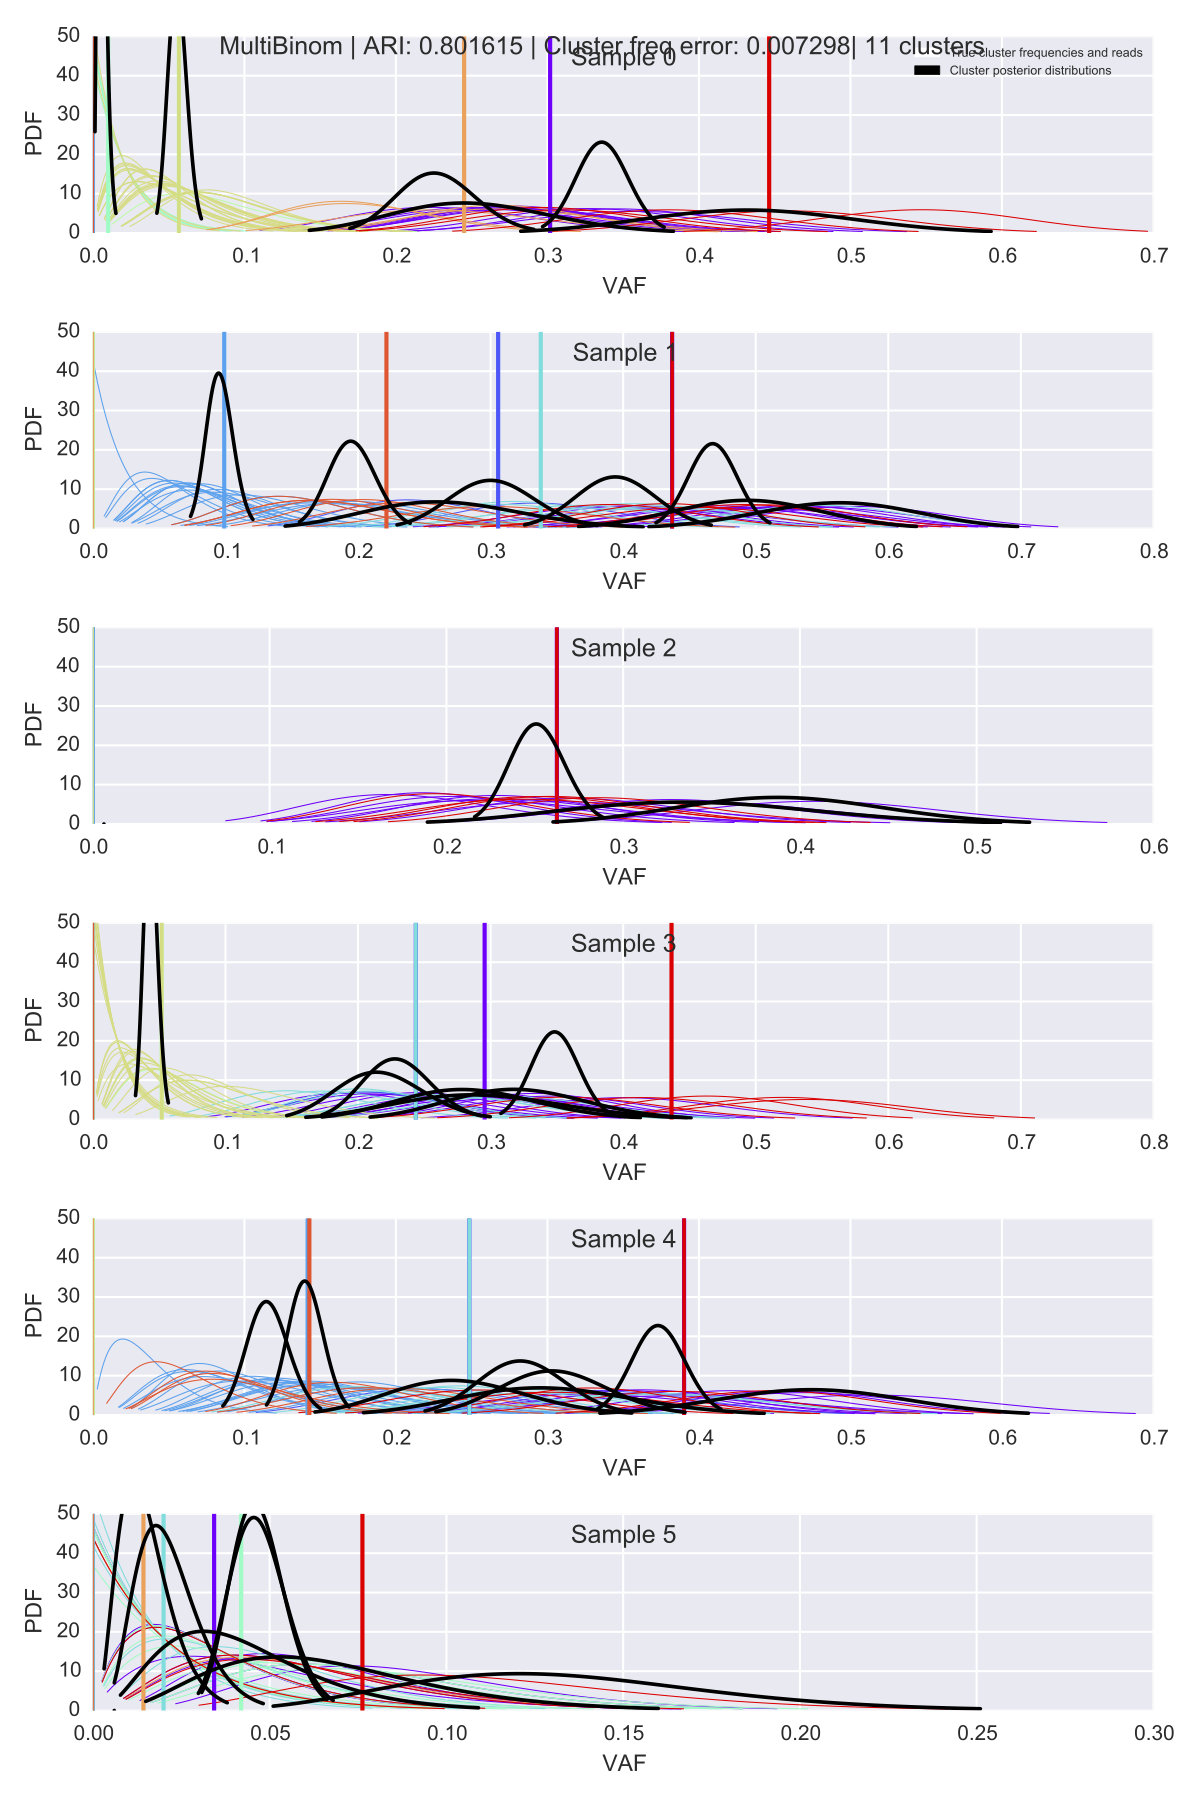 MultiBinom | ARI: 0.801615 | Cluster freq error: 0.007298| 11 clusters
Sample 0
True cluster frequencies and reads
Cluster posterior distributions
50
40
30
20
10
0
PDF
0.0 0.1 0.2 0.3 0.4 0.5 0.6 0.7
VAF
Sample 1
50
40
30
20
10
0
PDF
0.0 0.1 0.2 0.3 0.4 0.5 0.6 0.7 0.8
VAF
Sample 2
50
40
30
20
10
0
PDF
0.0 0.1 0.2 0.3 0.4 0.5 0.6
VAF
Sample 3
50
40
30
20
10
0
PDF
0.0 0.1 0.2 0.3 0.4 0.5 0.6 0.7 0.8
VAF
Sample 4
50
40
30
20
10
0
PDF
0.0 0.1 0.2 0.3 0.4 0.5 0.6 0.7
VAF
Sample 5
50
40
30
20
10
0
PDF
0.00 0.05 0.10 0.15 0.20 0.25 0.30
VAF